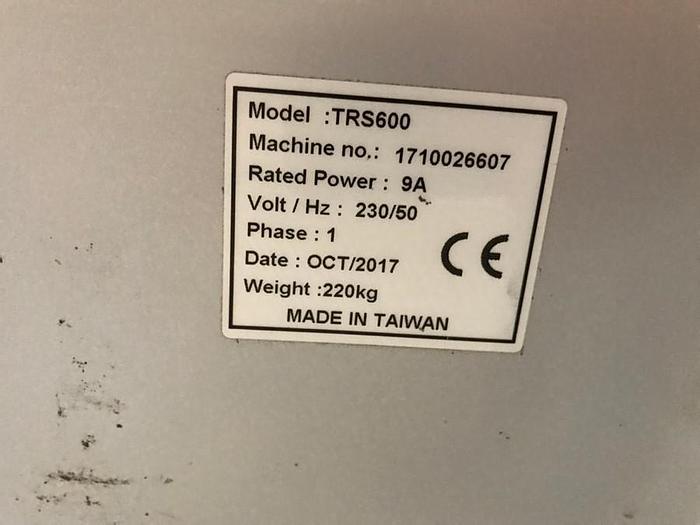 Model :TRS600
Machine no.: 1710026607
Rated Power : 9A
Volt / Hz : 230/50
Phase : 1
Date : OCT/2017
Weight :220kg
CE
MADE IN TAIWAN